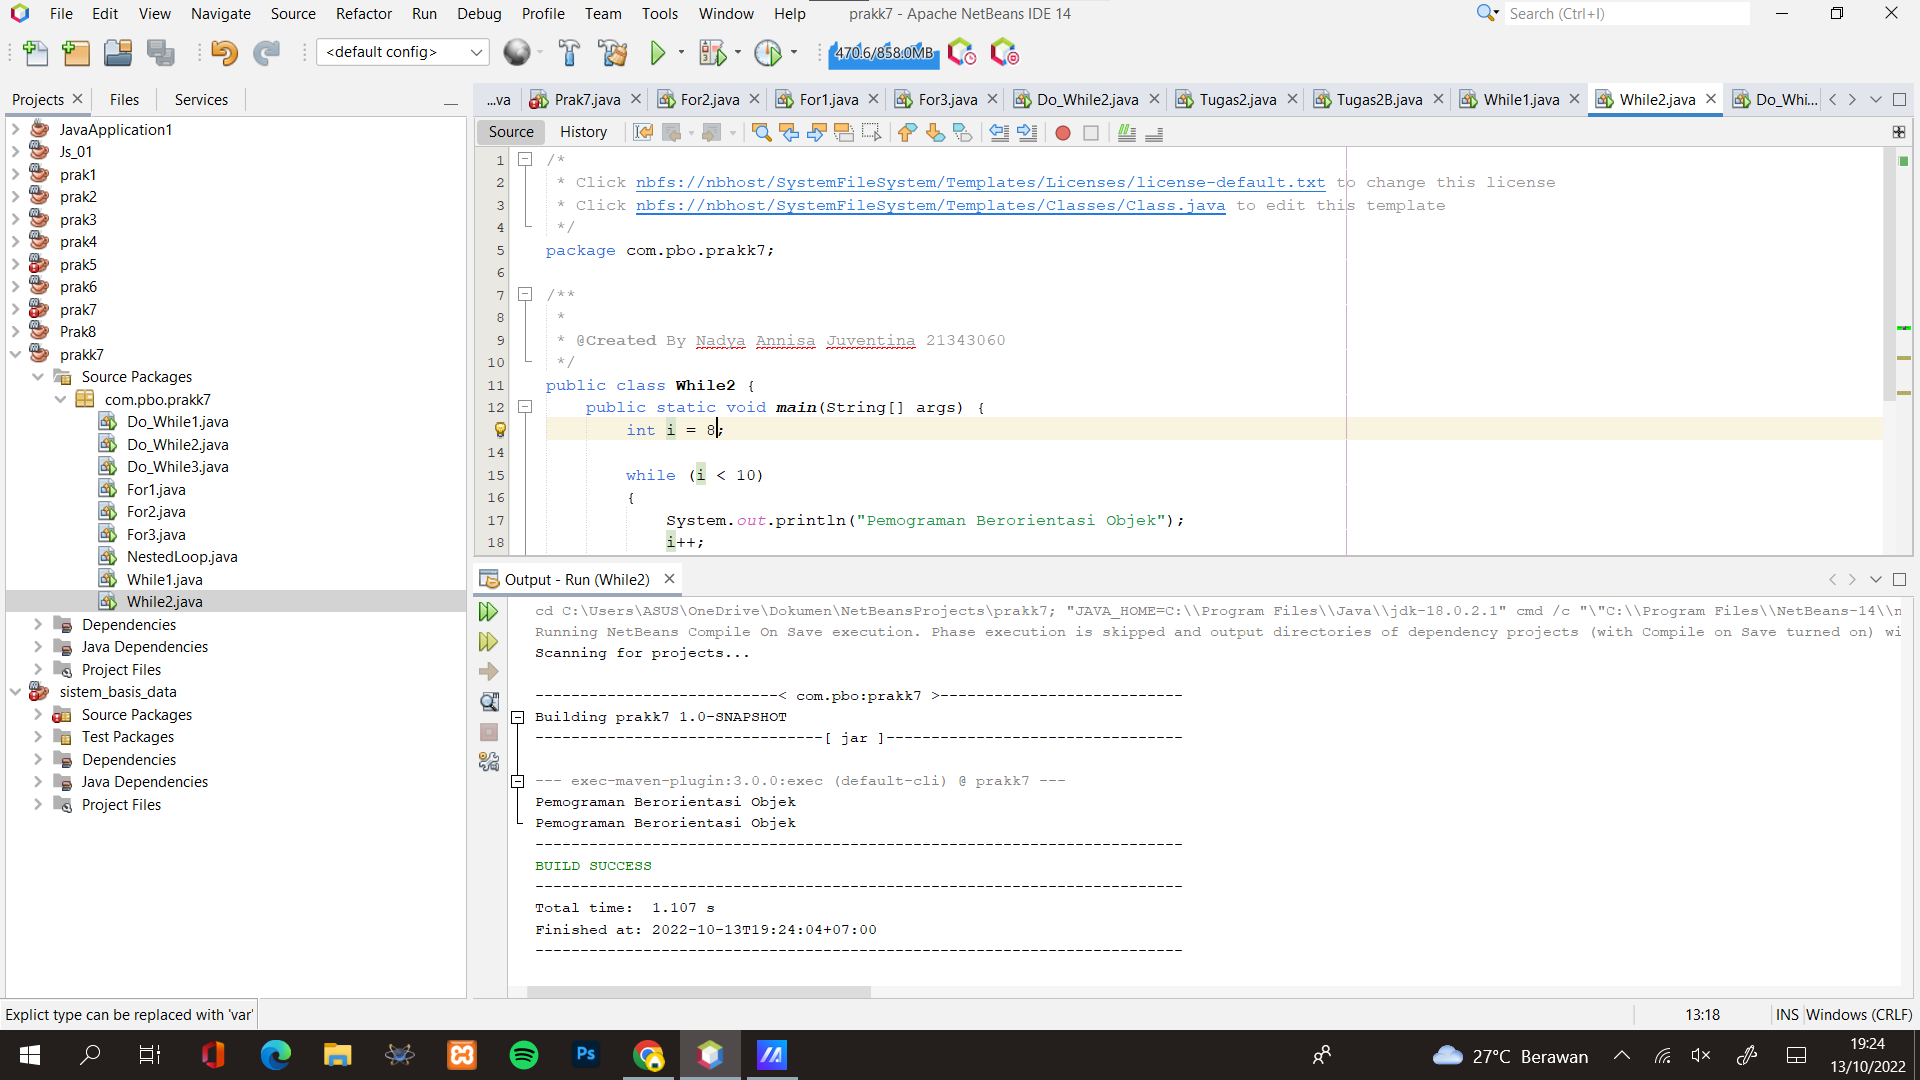 File Edit View Navigate Source Refactor Run Debug Profile Team Tools Window Help prakk7 - Apache NetBeans IDE 14 Search (Ctrl+I)
<default config> 470.6/858.0MB
Projects Files Services
...va Prak7.java For2.java For1.java For3.java Do_While2.java Tugas2.java Tugas2B.java While1.java While2.java Do_Whi...
Source History
JavaApplication1
Js_01
prak1
prak2
prak3
prak4
prak5
prak6
prak7
Prak8
prakk7
Source Packages
com.pbo.prakk7
Do_While1.java
Do_While2.java
Do_While3.java
For1.java
For2.java
For3.java
NestedLoop.java
While1.java
While2.java
Dependencies
Java Dependencies
Project Files
sistem_basis_data
Source Packages
Test Packages
Dependencies
Java Dependencies
Project Files
1 /*
2 * Click nbfs://nbhost/SystemFileSystem/Templates/Licenses/license-default.txt to change this license
3 * Click nbfs://nbhost/SystemFileSystem/Templates/Classes/Class.java to edit this template
4 */
5 package com.pbo.prakk7;
6
7 /**
8 *
9 * @Created By Nadya Annisa Juventina 21343060
10 */
11 public class While2 {
12 public static void main(String[] args) {
int i = 8;
14
15 while (i < 10)
16 {
17 System.out.println("Pemograman Berorientasi Objek");
18 i++;
Output - Run (While2)
cd C:\Users\ASUS\OneDrive\Dokumen\NetBeansProjects\prakk7; "JAVA_HOME=C:\\Program Files\\Java\\jdk-18.0.2.1" cmd /c "\"C:\\Program Files\\NetBeans-14\\n
Running NetBeans Compile On Save execution. Phase execution is skipped and output directories of dependency projects (with Compile on Save turned on) wi
Scanning for projects...
---------------------------< com.pbo:prakk7 >---------------------------
Building prakk7 1.0-SNAPSHOT
--------------------------------[ jar ]---------------------------------
--- exec-maven-plugin:3.0.0:exec (default-cli) @ prakk7 ---
Pemograman Berorientasi Objek
Pemograman Berorientasi Objek
------------------------------------------------------------------------
BUILD SUCCESS
------------------------------------------------------------------------
Total time:  1.107 s
Finished at: 2022-10-13T19:24:04+07:00
------------------------------------------------------------------------
Explict type can be replaced with 'var' 13:18 INS Windows (CRLF)
Ps 27°C Berawan 19:24
13/10/2022